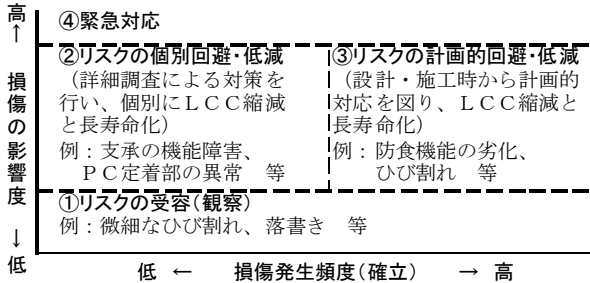 高
↑
損傷の影響度
↓
低
④緊急対応
②リスクの個別回避・低減
(詳細調査による対策を
行い、個別にＬＣＣ縮減
と長寿命化)
例：支承の機能障害、
ＰＣ定着部の異常　等
③リスクの計画的回避・低減
(設計・施工時から計画的
対応を図り、ＬＣＣ縮減と
長寿命化)
例：防食機能の劣化、
ひび割れ　等
①リスクの受容(観察)
例：微細なひび割れ、落書き　等
低 ←　損傷発生頻度(確立)　→ 高